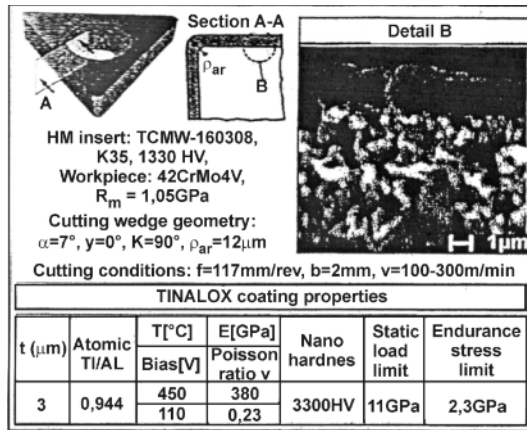 Section A-A
Detail B
ρar
A
B
HM insert: TCMW-160308,
K35, 1330 HV,
Workpiece: 42CrMo4V,
Rm = 1,05GPa
Cutting wedge geometry:
α=7°, y=0°, K=90°, ρar=12μm
1μm
Cutting conditions: f=117mm/rev, b=2mm, v=100-300m/min
TINALOX coating properties
t (μm) Atomic TI/AL T[°C] E[GPa] Nano hardnes Static load limit Endurance stress limit
Bias[V] Poisson ratio v
3 0,944 450 380 3300HV 11GPa 2,3GPa
110 0,23